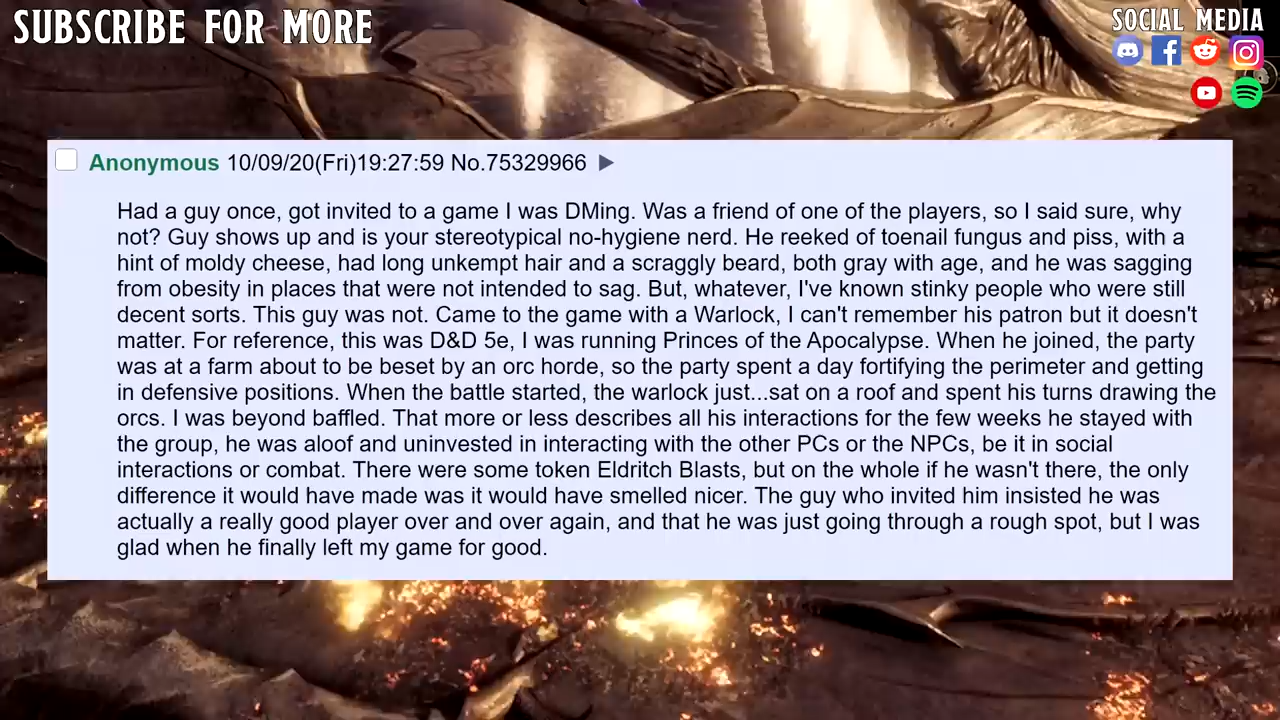 SUBSCRIBE FOR MORE
SOCIAL MEDIA
Anonymous 10/09/20(Fri)19:27:59 No.75329966 ▶
Had a guy once, got invited to a game I was DMing. Was a friend of one of the players, so I said sure, why
not? Guy shows up and is your stereotypical no-hygiene nerd. He reeked of toenail fungus and piss, with a
hint of moldy cheese, had long unkempt hair and a scraggly beard, both gray with age, and he was sagging
from obesity in places that were not intended to sag. But, whatever, I've known stinky people who were still
decent sorts. This guy was not. Came to the game with a Warlock, I can't remember his patron but it doesn't
matter. For reference, this was D&D 5e, I was running Princes of the Apocalypse. When he joined, the party
was at a farm about to be beset by an orc horde, so the party spent a day fortifying the perimeter and getting
in defensive positions. When the battle started, the warlock just...sat on a roof and spent his turns drawing the
orcs. I was beyond baffled. That more or less describes all his interactions for the few weeks he stayed with
the group, he was aloof and uninvested in interacting with the other PCs or the NPCs, be it in social
interactions or combat. There were some token Eldritch Blasts, but on the whole if he wasn't there, the only
difference it would have made was it would have smelled nicer. The guy who invited him insisted he was
actually a really good player over and over again, and that he was just going through a rough spot, but I was
glad when he finally left my game for good.